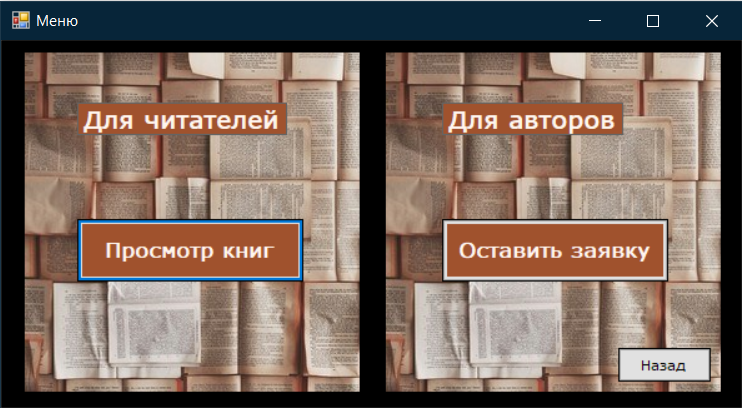 Меню
Для читателей
Для авторов
Просмотр книг
Оставить заявку
Назад